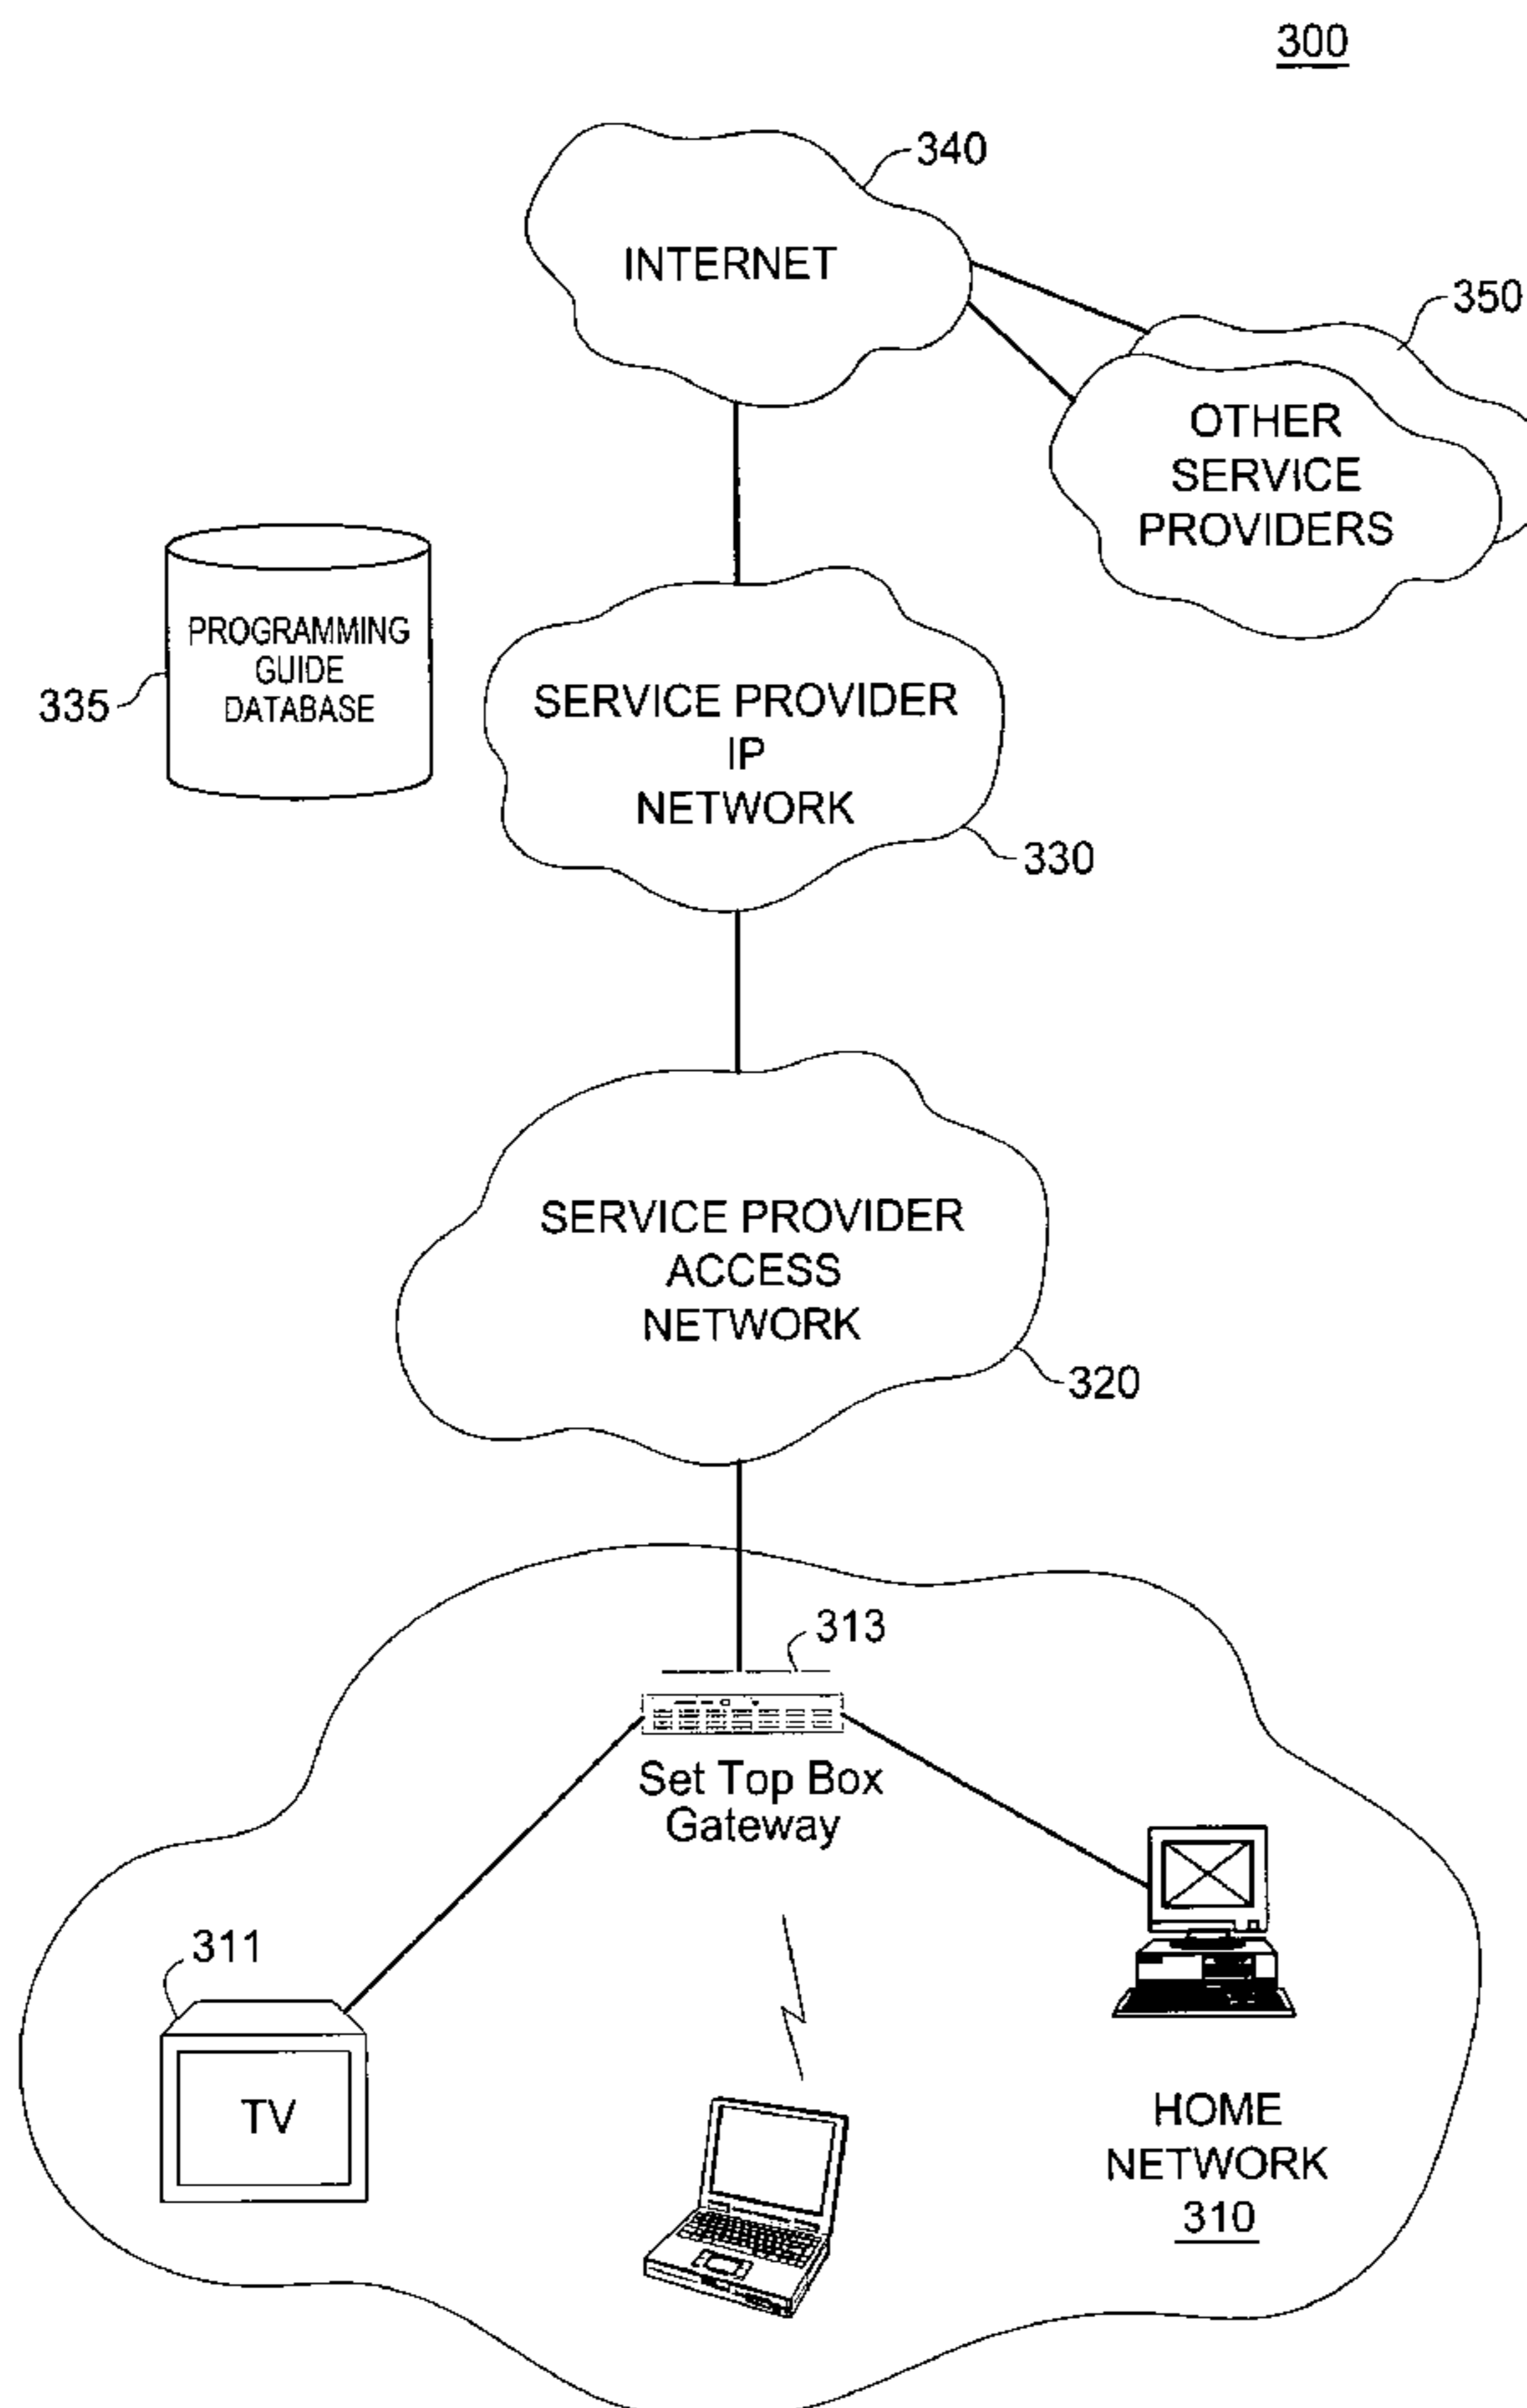 300
340
INTERNET
350
OTHER
SERVICE
PROVIDERS
PROGRAMMING
GUIDE
DATABASE
335
SERVICE PROVIDER
IP
NETWORK
330
SERVICE PROVIDER
ACCESS
NETWORK
320
313
Set Top Box
Gateway
311
TV
HOME
NETWORK
310